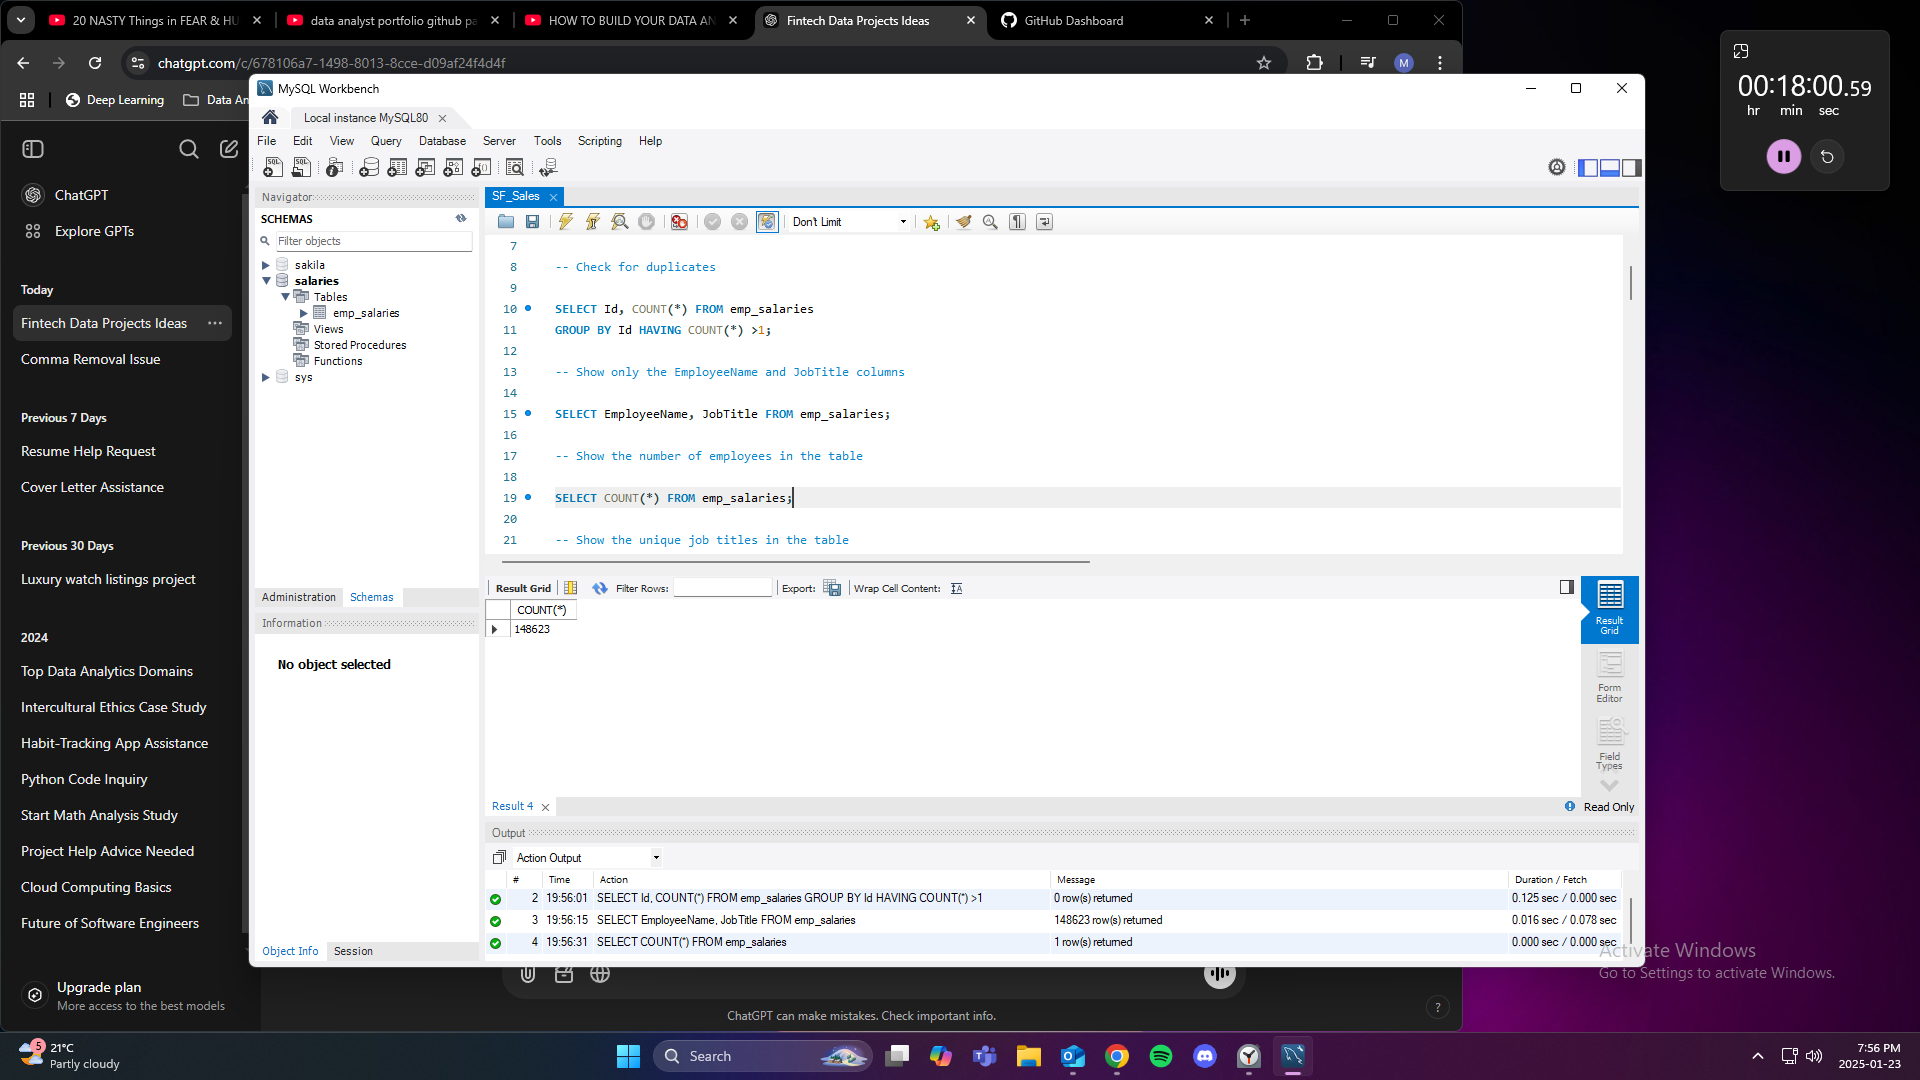 20 NASTY Things in FEAR & HU
data analyst portfolio github pa
HOW TO BUILD YOUR DATA AN
Fintech Data Projects Ideas
GitHub Dashboard
chatgpt.com/c/678106a7-1498-8013-8cce-d09af24f4d4f
M
Deep Learning
Data An
ChatGPT
Explore GPTs
Today
Fintech Data Projects Ideas
Comma Removal Issue
Previous 7 Days
Resume Help Request
Cover Letter Assistance
Previous 30 Days
Luxury watch listings project
2024
Top Data Analytics Domains
Intercultural Ethics Case Study
Habit-Tracking App Assistance
Python Code Inquiry
Start Math Analysis Study
Project Help Advice Needed
Cloud Computing Basics
Future of Software Engineers
Upgrade plan
More access to the best models
MySQL Workbench
Local instance MySQL80
File Edit View Query Database Server Tools Scripting Help
Navigator
SCHEMAS
Filter objects
sakila
salaries
Tables
emp_salaries
Views
Stored Procedures
Functions
sys
Administration Schemas
Information
No object selected
Object Info Session
SF_Sales
Don't Limit
7
8 -- Check for duplicates
9
10 SELECT Id, COUNT(*) FROM emp_salaries
11 GROUP BY Id HAVING COUNT(*) >1;
12
13 -- Show only the EmployeeName and JobTitle columns
14
15 SELECT EmployeeName, JobTitle FROM emp_salaries;
16
17 -- Show the number of employees in the table
18
19 SELECT COUNT(*) FROM emp_salaries;
20
21 -- Show the unique job titles in the table
Result Grid Filter Rows: Export: Wrap Cell Content:
COUNT(*)
148623
Result Grid
Form Editor
Field Types
Result 4
Read Only
Output
Action Output
# Time Action Message Duration / Fetch
2 19:56:01 SELECT Id, COUNT(*) FROM emp_salaries GROUP BY Id HAVING COUNT(*) >1 0 row(s) returned 0.125 sec / 0.000 sec
3 19:56:15 SELECT EmployeeName, JobTitle FROM emp_salaries 148623 row(s) returned 0.016 sec / 0.078 sec
4 19:56:31 SELECT COUNT(*) FROM emp_salaries 1 row(s) returned 0.000 sec / 0.000 sec
ChatGPT can make mistakes. Check important info.
?
00:18:00.59
hr min sec
Activate Windows
Go to Settings to activate Windows.
5
21°C
Partly cloudy
Search
7:56 PM
2025-01-23